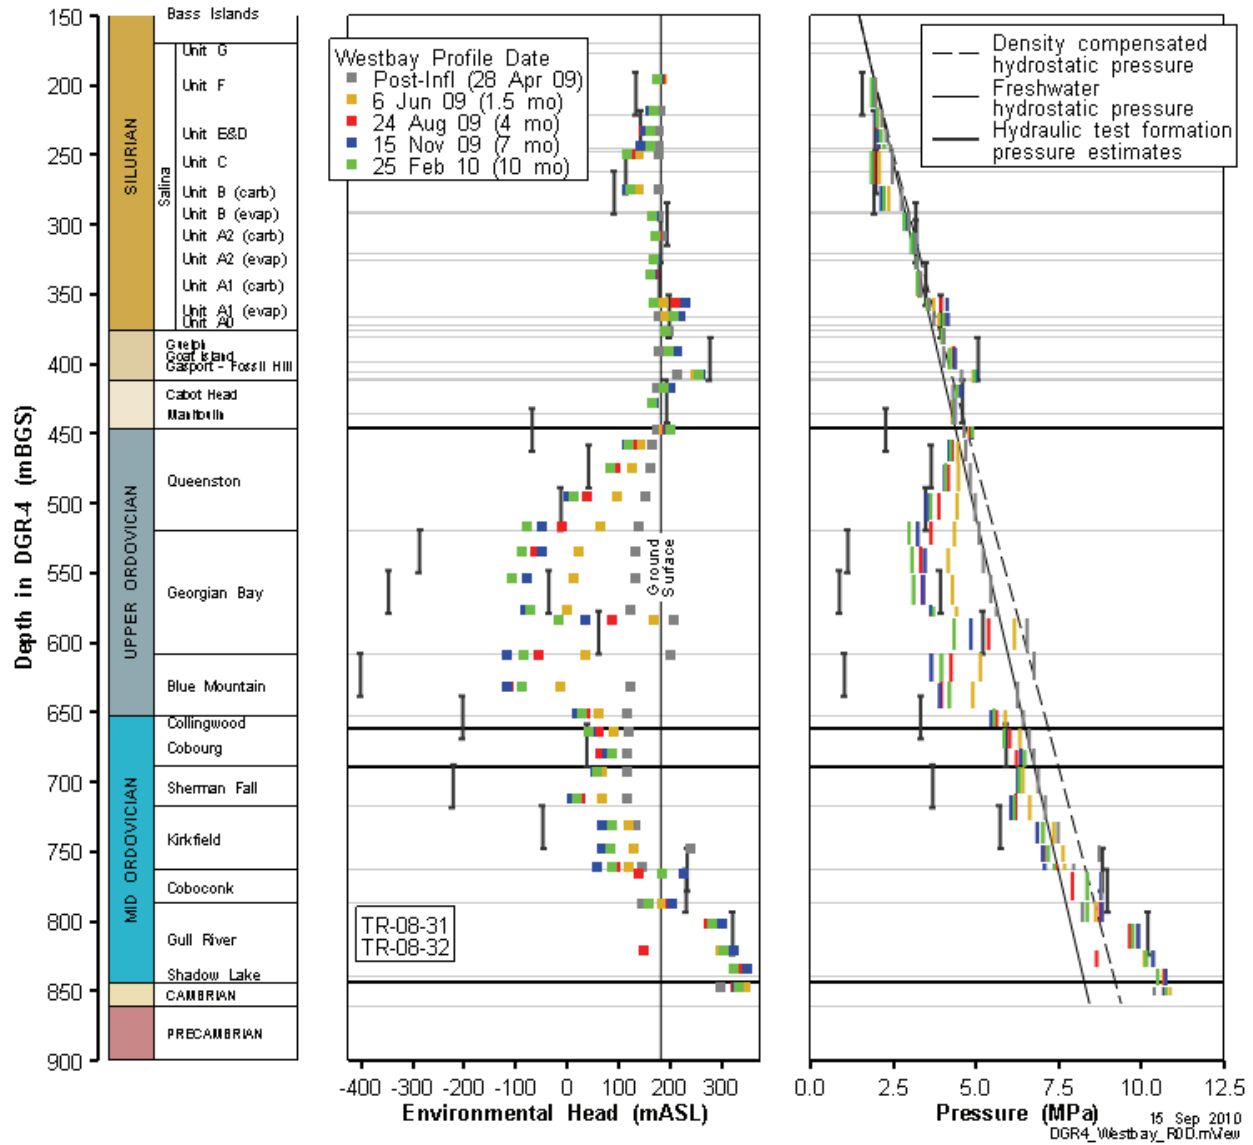 Depth in DGR-4 (mBGS)
150
200
250
300
350
400
450
500
550
600
650
700
750
800
850
900
SILURIAN
UPPER ORDOVICIAN
MID ORDOVICIAN
Salina
Bass Islands
Unit G
Unit F
Unit E&D
Unit C
Unit B (carb)
Unit B (evap)
Unit A2 (carb)
Unit A2 (evap)
Unit A1 (carb)
Unit A1 (evap)
Unit A0
Guelph
Goat Island
Gasport - Fossil Hill
Cabot Head
Manitoulin
Queenston
Georgian Bay
Blue Mountain
Collingwood
Cobourg
Sherman Fall
Kirkfield
Coboconk
Gull River
Shadow Lake
CAMBRIAN
PRECAMBRIAN
Westbay Profile Date
Post-Infl (28 Apr 09)
6 Jun 09 (1.5 mo)
24 Aug 09 (4 mo)
15 Nov 09 (7 mo)
25 Feb 10 (10 mo)
Ground
Surface
TR-08-31
TR-08-32
-400 -300 -200 -100 0 100 200 300
Environmental Head (mASL)
Density compensated
hydrostatic pressure
Freshwater
hydrostatic pressure
Hydraulic test formation
pressure estimates
0.0 2.5 5.0 7.5 10.0 12.5
Pressure (MPa)
15 Sep 2010
DGR4_Westbay_R0D.mView